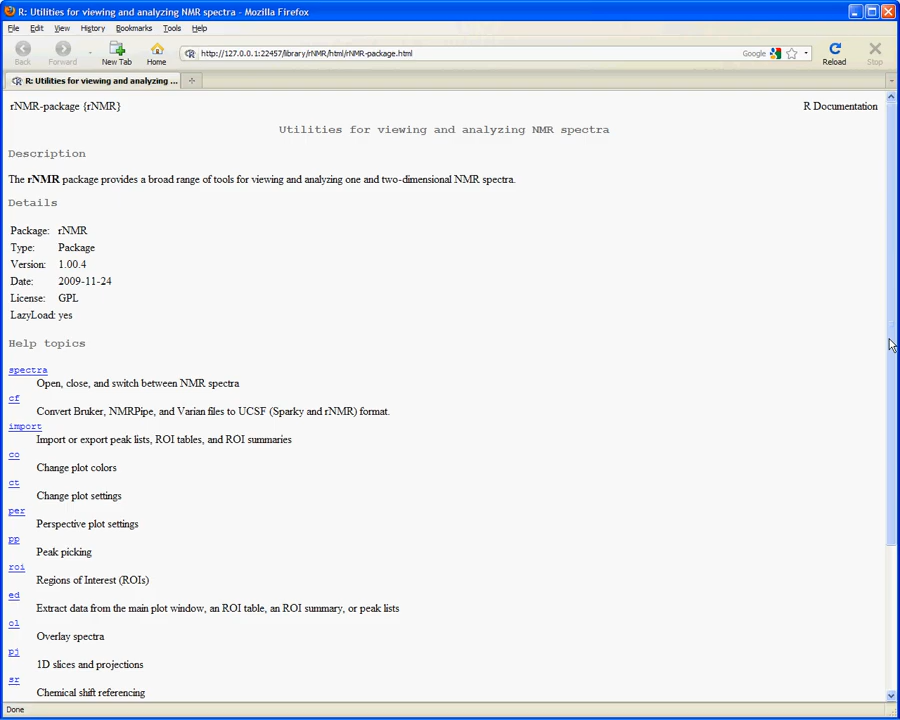 R: Utilities for viewing and analyzing NMR spectra - Mozilla Firefox
File Edit View History Bookmarks Tools Help
Back Forward New Tab Home http://127.0.0.1:22457/library/rNMR/html/rNMR-package.html Google Reload Stop
R: Utilities for viewing and analyzing ...
rNMR-package {rNMR} R Documentation
Utilities for viewing and analyzing NMR spectra
Description
The rNMR package provides a broad range of tools for viewing and analyzing one and two-dimensional NMR spectra.
Details
Package: rNMR
Type: Package
Version: 1.00.4
Date: 2009-11-24
License: GPL
LazyLoad: yes
Help topics
spectra
Open, close, and switch between NMR spectra
cf
Convert Bruker, NMRPipe, and Varian files to UCSF (Sparky and rNMR) format.
import
Import or export peak lists, ROI tables, and ROI summaries
co
Change plot colors
ct
Change plot settings
per
Perspective plot settings
pp
Peak picking
roi
Regions of Interest (ROIs)
ed
Extract data from the main plot window, an ROI table, an ROI summary, or peak lists
ol
Overlay spectra
pj
1D slices and projections
sr
Chemical shift referencing
Done